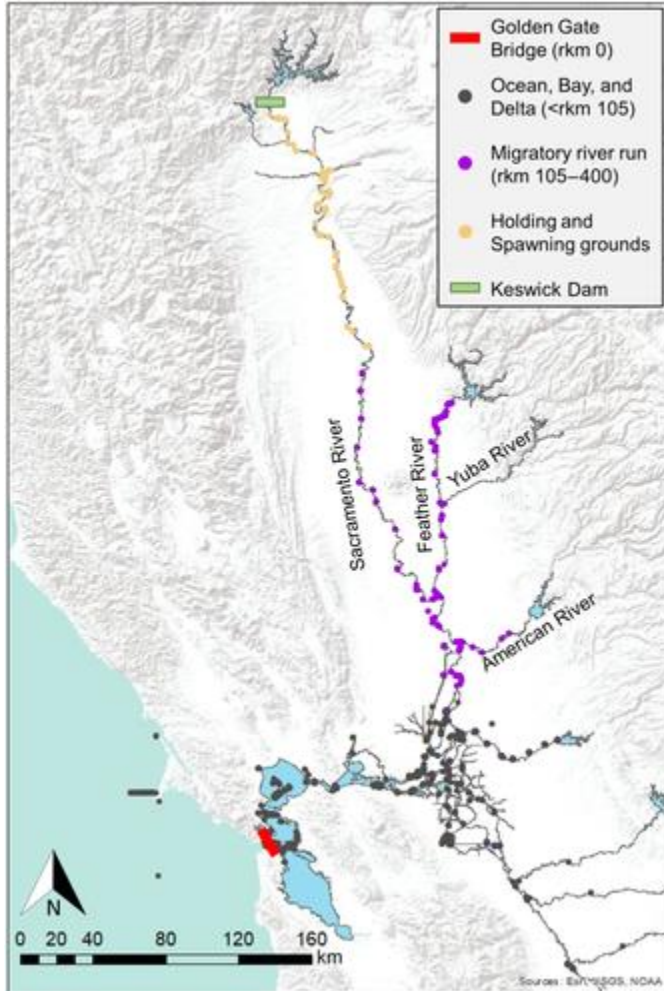 Golden Gate
Bridge (rkm 0)
Ocean, Bay, and
Delta (<rkm 105)
Migratory river run
(rkm 105–400)
Holding and
Spawning grounds
Keswick Dam
Sacramento River
Feather River
Yuba River
American River
N
0 20 40 80 120 160
km
Sources: Esri, USGS, NOAA